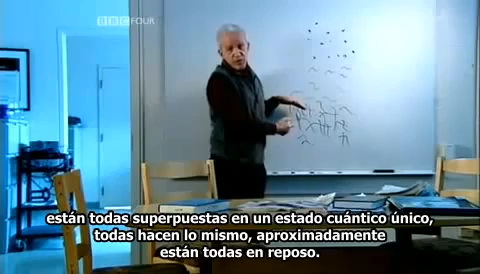 BBC FOUR
están todas superpuestas en un estado cuántico único,
todas hacen lo mismo, aproximadamente
están todas en reposo.